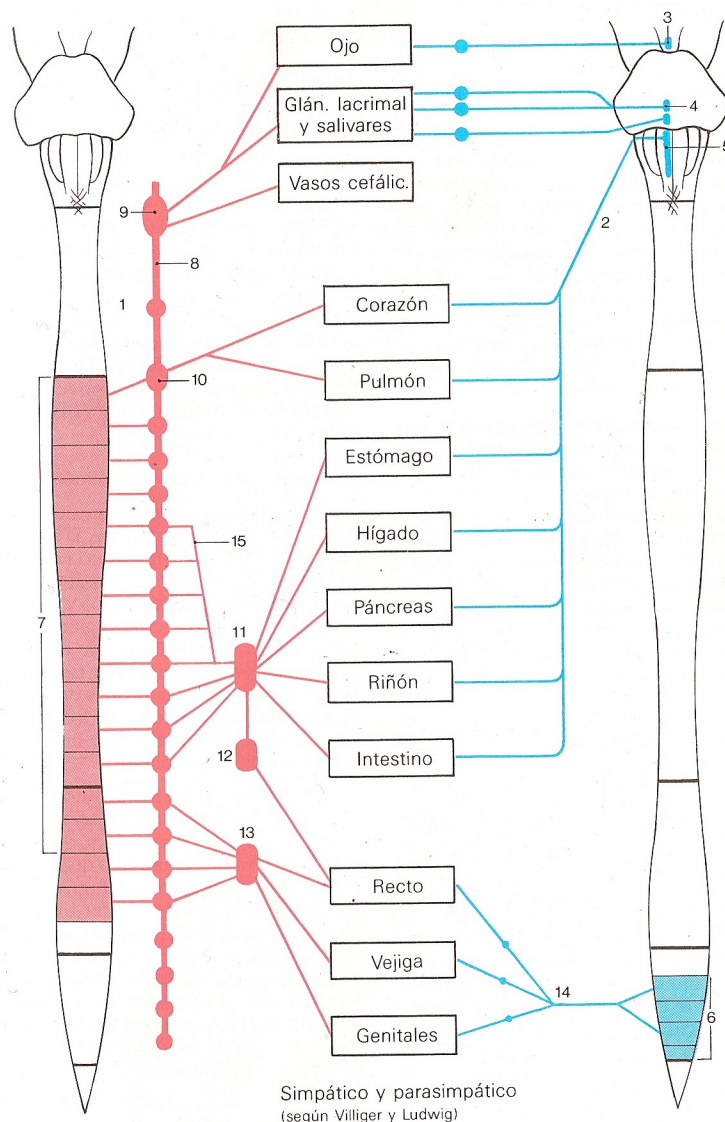 3
Ojo
Glán. lacrimal
y salivares
4
5
Vasos cefálic.
9
2
8
1
Corazón
10
Pulmón
Estómago
15
Hígado
Páncreas
7
11
Riñón
12
Intestino
13
Recto
Vejiga
14
6
Genitales
Simpático y parasimpático
(según Villiger y Ludwig)